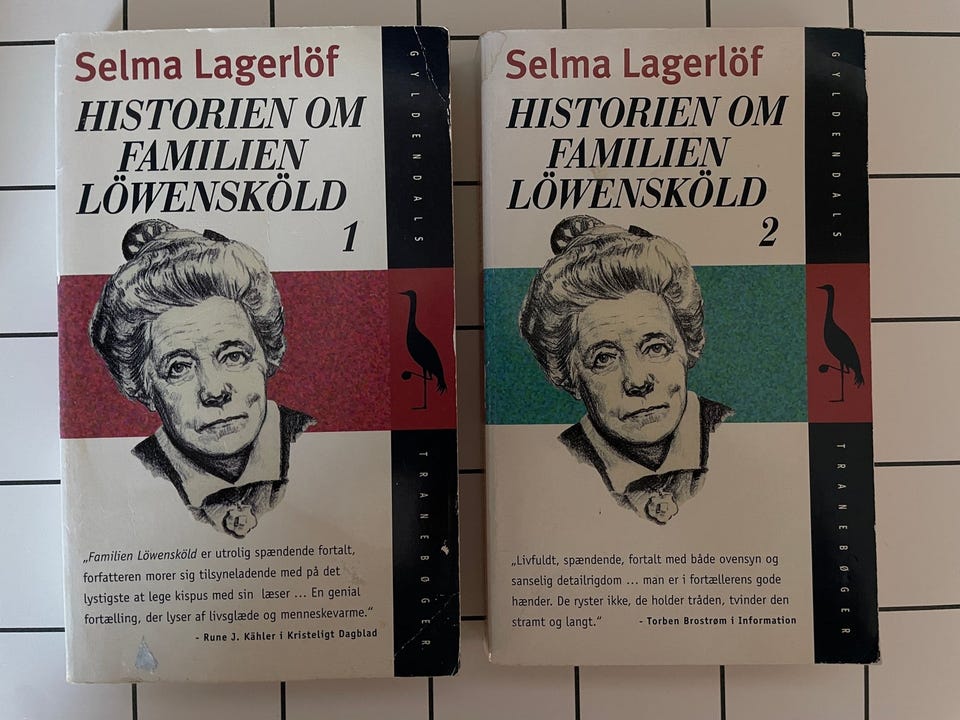 Selma Lagerlöf
HISTORIEN OM
FAMILIEN
LÖWENSKÖLD
1
GYLDENDALS
TRANEBØGER
„Familien Löwensköld er utrolig spændende fortalt,
forfatteren morer sig tilsyneladende med på det
lystigste at lege kispus med sin læser ... En genial
fortælling, der lyser af livsglæde og menneskevarme.“
- Rune J. Kähler i Kristeligt Dagblad
Selma Lagerlöf
HISTORIEN OM
FAMILIEN
LÖWENSKÖLD
2
GYLDENDALS
TRANEBØGER
„Livfuldt, spændende, fortalt med både ovensyn og
sanselig detailrigdom ... man er i fortællerens gode
hænder. De ryster ikke, de holder tråden, tvinder den
stramt og langt.“ - Torben Brostrøm i Information